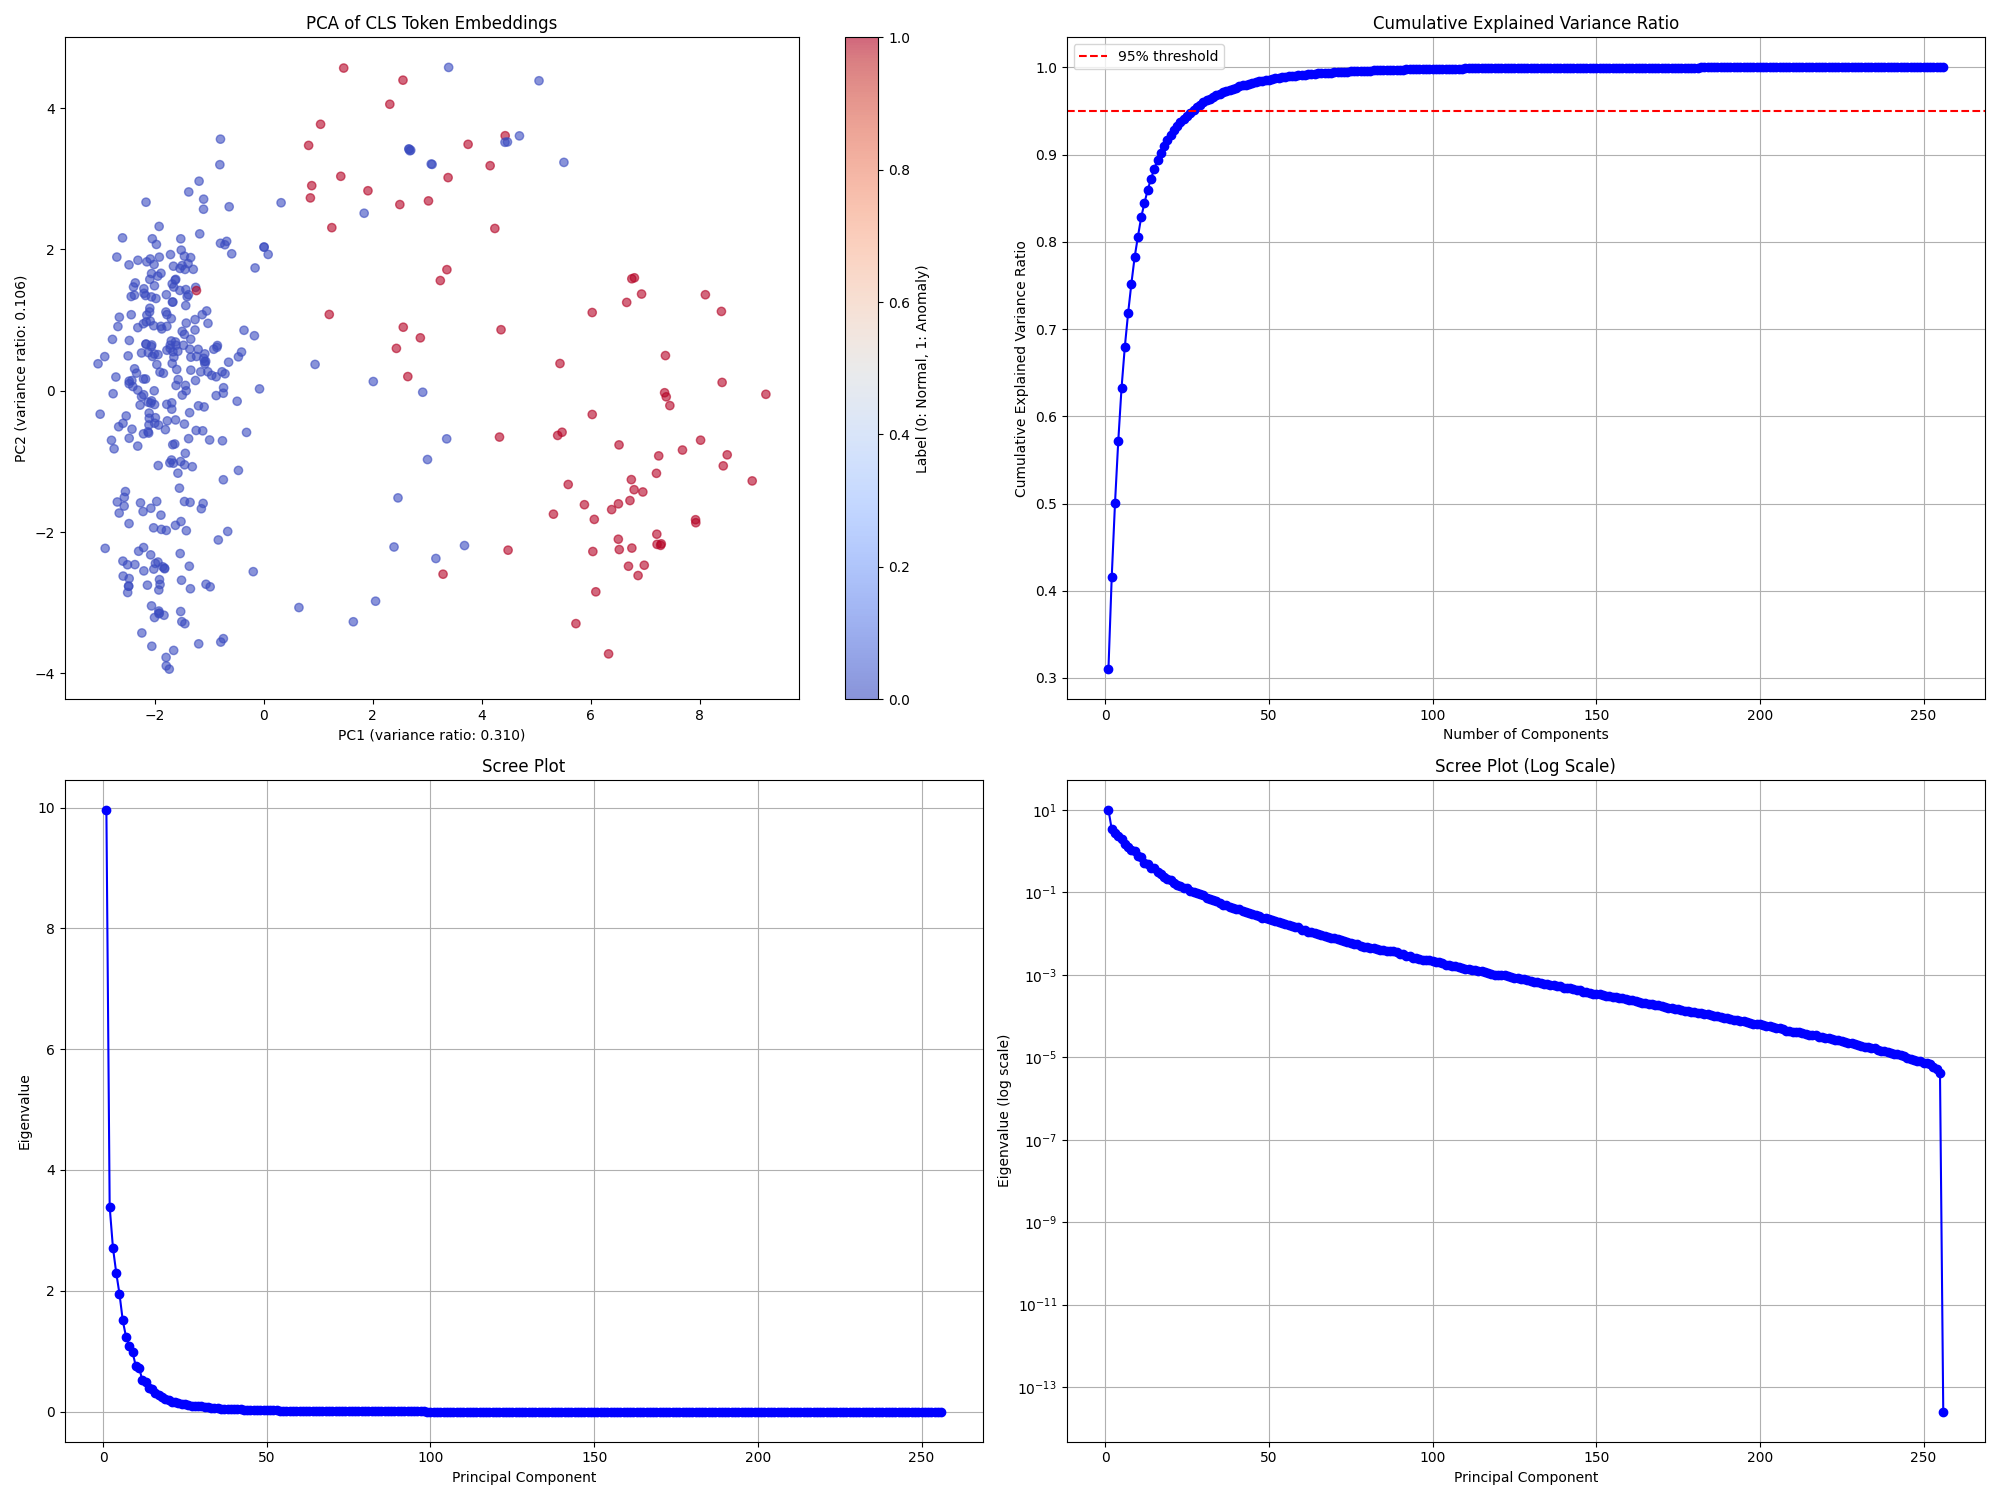 PCA of CLS Token Embeddings
4
2
0
−2
−4
PC2 (variance ratio: 0.106)
−2 0 2 4 6 8
PC1 (variance ratio: 0.310)
1.0
0.8
0.6
0.4
0.2
0.0
Label (0: Normal, 1: Anomaly)
Cumulative Explained Variance Ratio
95% threshold
1.0
0.9
0.8
0.7
0.6
0.5
0.4
0.3
Cumulative Explained Variance Ratio
0 50 100 150 200 250
Number of Components
Scree Plot
10
8
6
4
2
0
Eigenvalue
0 50 100 150 200 250
Principal Component
Scree Plot (Log Scale)
10¹
10⁻¹
10⁻³
10⁻⁵
10⁻⁷
10⁻⁹
10⁻¹¹
10⁻¹³
Eigenvalue (log scale)
0 50 100 150 200 250
Principal Component